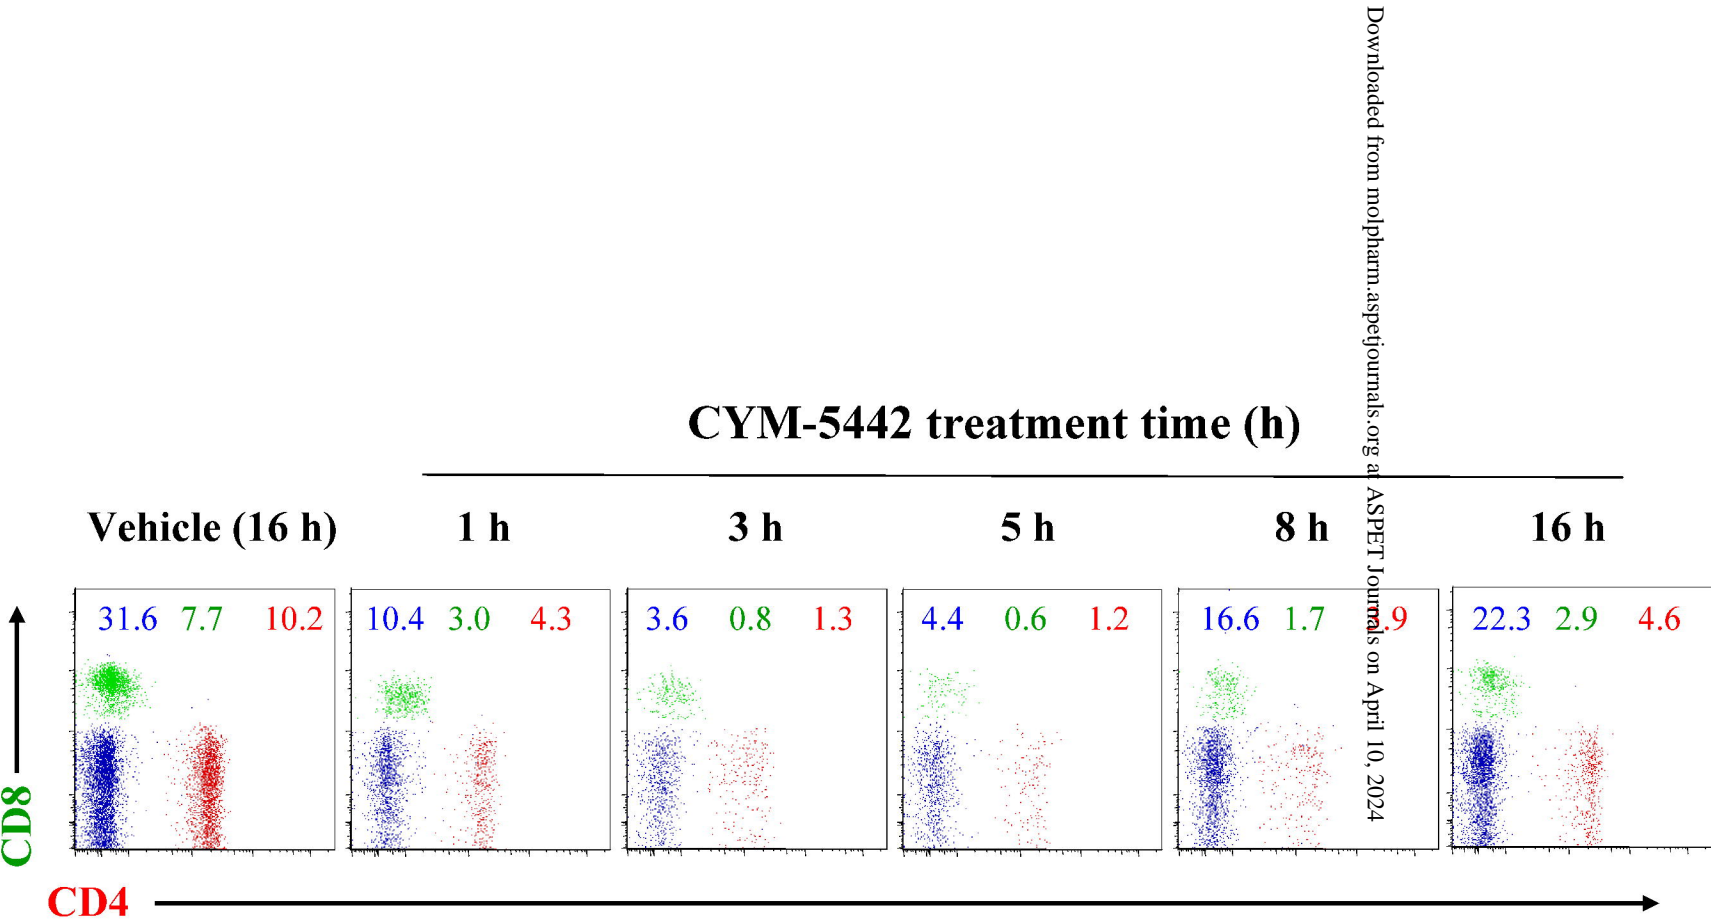 Downloaded from molpharm.aspetjournals.org at ASPET Journals on April 10, 2024
CYM-5442 treatment time (h)
Vehicle (16 h) 1 h 3 h 5 h 8 h 16 h
31.6 7.7 10.2 10.4 3.0 4.3 3.6 0.8 1.3 4.4 0.6 1.2 16.6 1.7 22.3 2.9 4.6
CD8
CD4